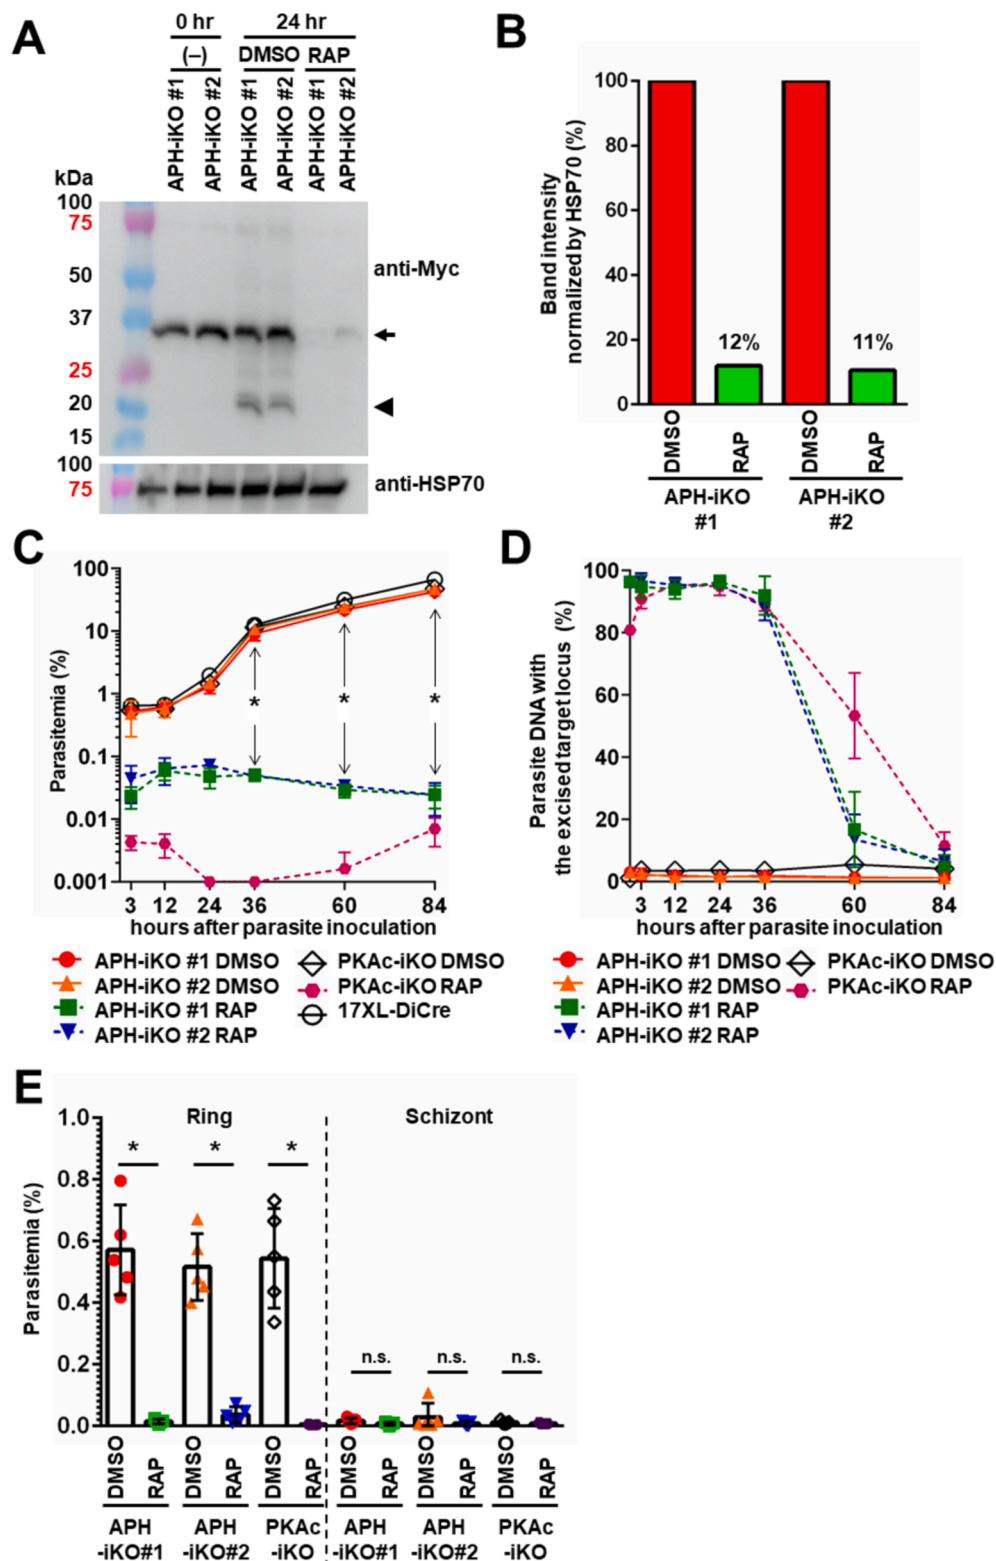 A
0 hr 24 hr
(–) DMSO RAP
APH-iKO #1 APH-iKO #2 APH-iKO #1 APH-iKO #2 APH-iKO #1 APH-iKO #2
kDa
100
75
50
37
25
20
15
anti-Myc
100
75
anti-HSP70
B
Band intensity
normalized by HSP70 (%)
100
80
60
40
20
0
12%
11%
DMSO RAP DMSO RAP
APH-iKO APH-iKO
#1 #2
C
Parasitemia (%)
100
10
1
0.1
0.01
0.001
* * *
3 12 24 36 60 84
hours after parasite inoculation
APH-iKO #1 DMSO
APH-iKO #2 DMSO
APH-iKO #1 RAP
APH-iKO #2 RAP
PKAc-iKO DMSO
PKAc-iKO RAP
17XL-DiCre
D
Parasite DNA with
the excised target locus (%)
100
80
60
40
20
0
3 12 24 36 60 84
hours after parasite inoculation
APH-iKO #1 DMSO
APH-iKO #2 DMSO
APH-iKO #1 RAP
APH-iKO #2 RAP
PKAc-iKO DMSO
PKAc-iKO RAP
E
Parasitemia (%)
1.0
0.8
0.6
0.4
0.2
0.0
Ring Schizont
* * *
n.s. n.s. n.s.
DMSO RAP DMSO RAP DMSO RAP DMSO RAP DMSO RAP DMSO RAP
APH APH PKAc APH APH PKAc
-iKO#1 -iKO#2 -iKO -iKO#1 -iKO#2 -iKO